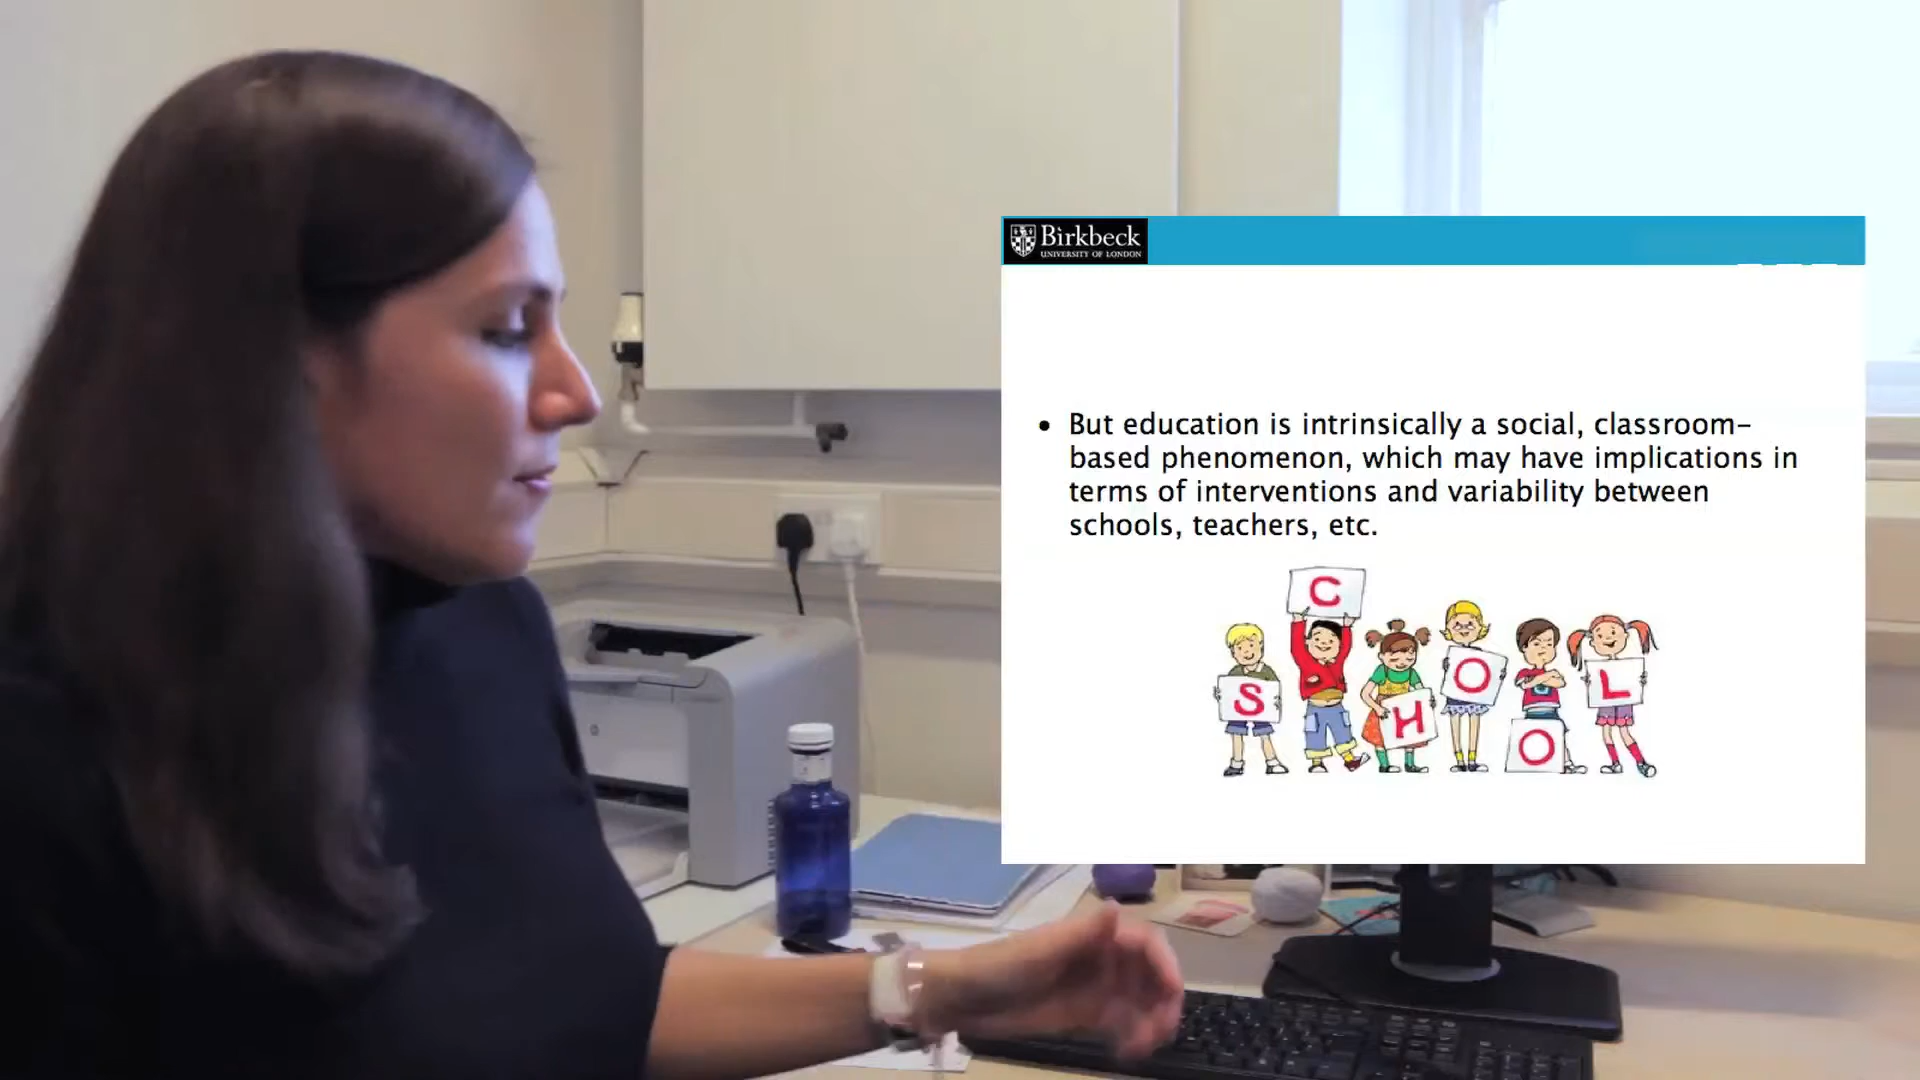 Birkbeck
UNIVERSITY OF LONDON
• But education is intrinsically a social, classroom-
based phenomenon, which may have implications in
terms of interventions and variability between
schools, teachers, etc.
S C H O O L